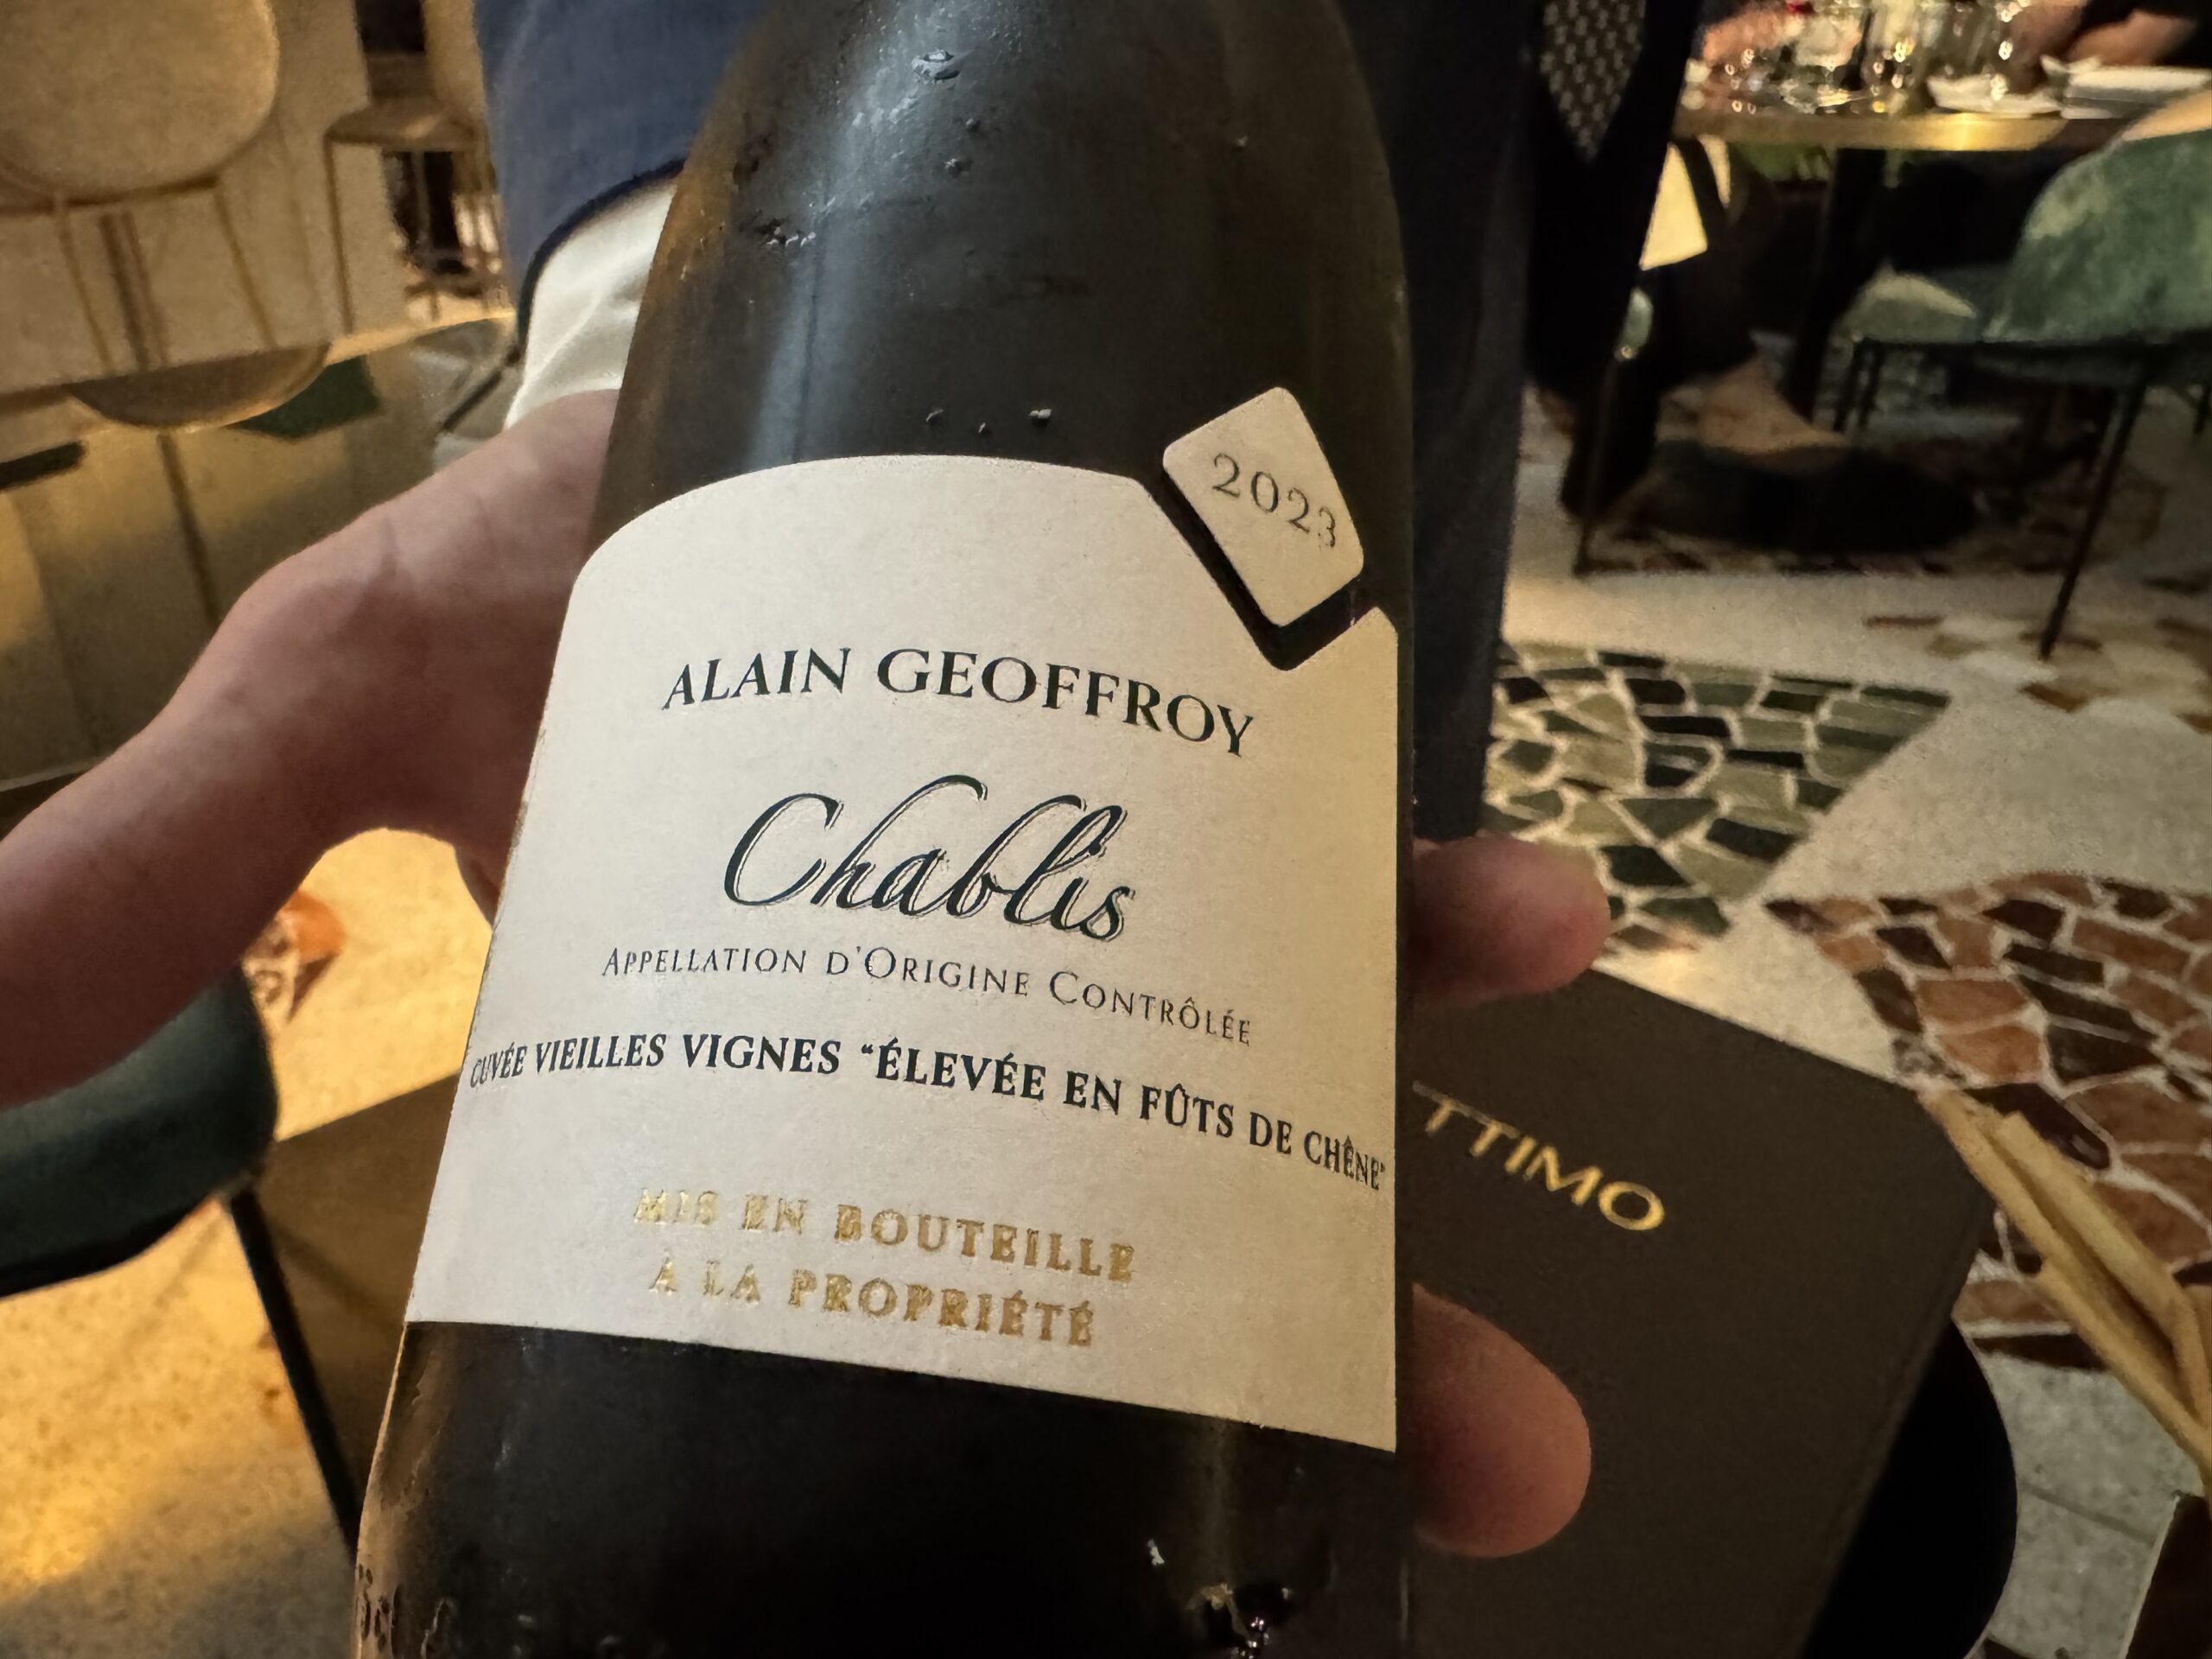 2023
ALAIN GEOFFROY
Chablis
APPELLATION D'ORIGINE CONTRÔLÉE
CUVÉE VIEILLES VIGNES “ÉLEVÉE EN FÛTS DE CHÊNE”
MIS EN BOUTEILLE
À LA PROPRIÉTÉ
TTIMO